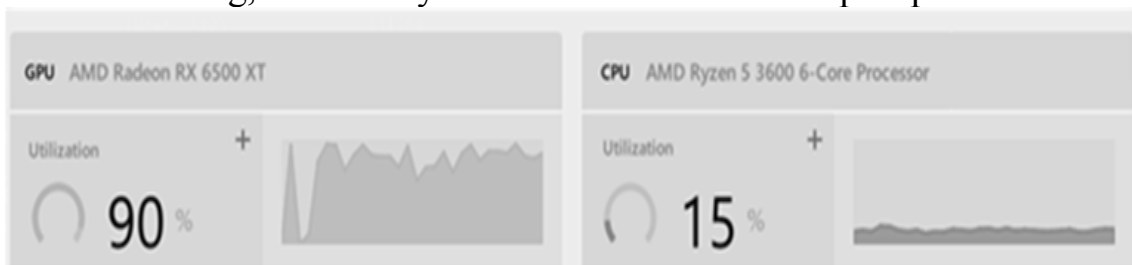 GPU AMD Radeon RX 6500 XT
Utilization +
90 %
CPU AMD Ryzen 5 3600 6-Core Processor
Utilization +
15 %